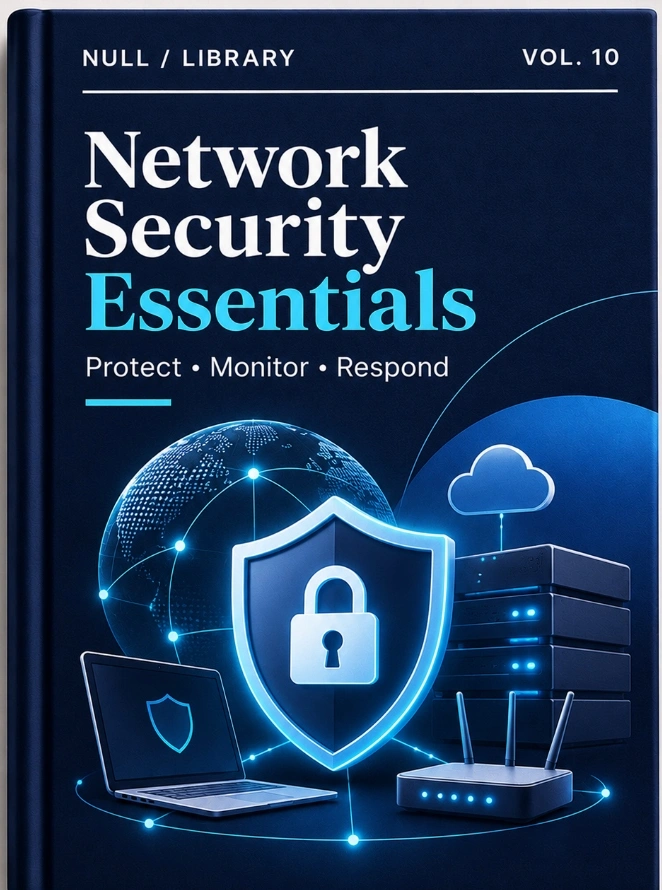 NULL / LIBRARY
VOL. 10
Network
Security
Essentials
Protect • Monitor • Respond